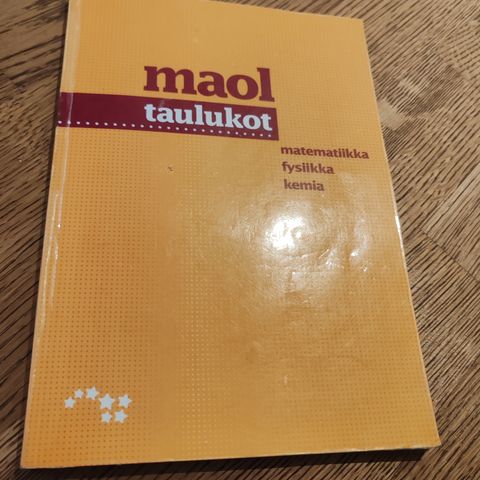 maol
taulukot
matematiikka
fysiikka
kemia